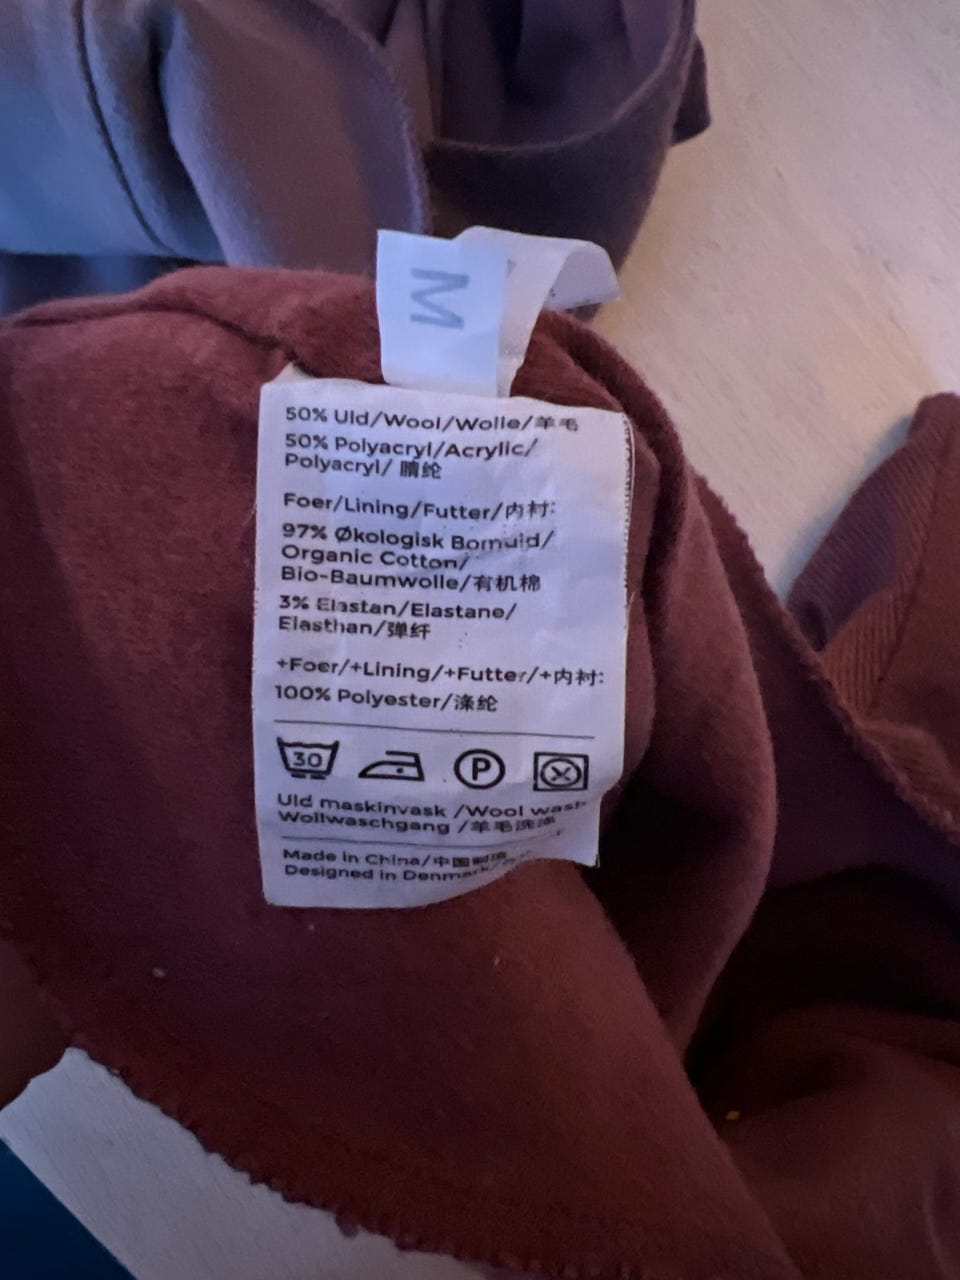 M
50% Uld/Wool/Wolle/羊毛
50% Polyacryl/Acrylic/
Polyacryl/ 腈纶
Foer/Lining/Futter/内衬:
97% Økologisk Bomuld/
Organic Cotton/
Bio-Baumwolle/有机棉
3% Elastan/Elastane/
Elasthan/弹纤
+Foer/+Lining/+Futter/+内衬:
100% Polyester/涤纶
30
P
Uld maskinvask /Wool wash
Wollwaschgang /羊毛洗涤
Made in China/中国制造
Designed in Denmark/